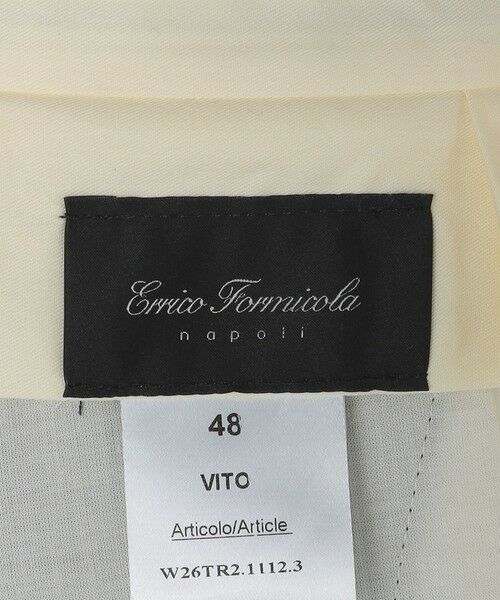 Errico Formicola
napoli
48
VITO
Articolo/Article
W26TR2.1112.3